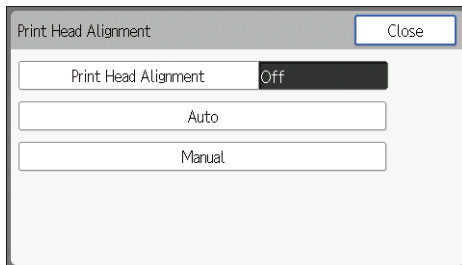 Print Head Alignment Close
Print Head Alignment Off
Auto
Manual